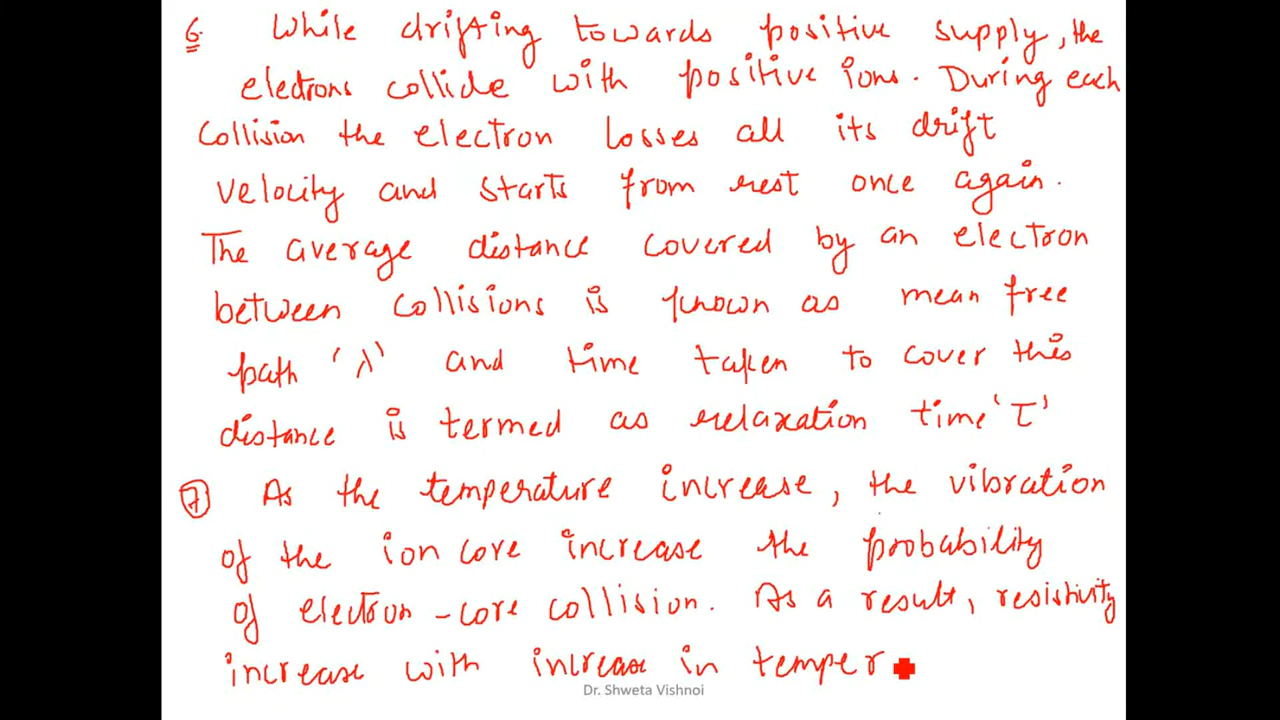 6. While drifting towards positive supply, the
electrons collide with positive ions. During each
collision the electron losses all its drift
velocity and starts from rest once again.
The average distance covered by an electron
between collisions is known as mean free
path 'λ' and time taken to cover this
distance is termed as relaxation time 'τ'
7 As the temperature increase, the vibration
of the ion core increase the probability
of electron-core collision. As a result, resistivity
increase with increase in temper
Dr. Shweta Vishnoi